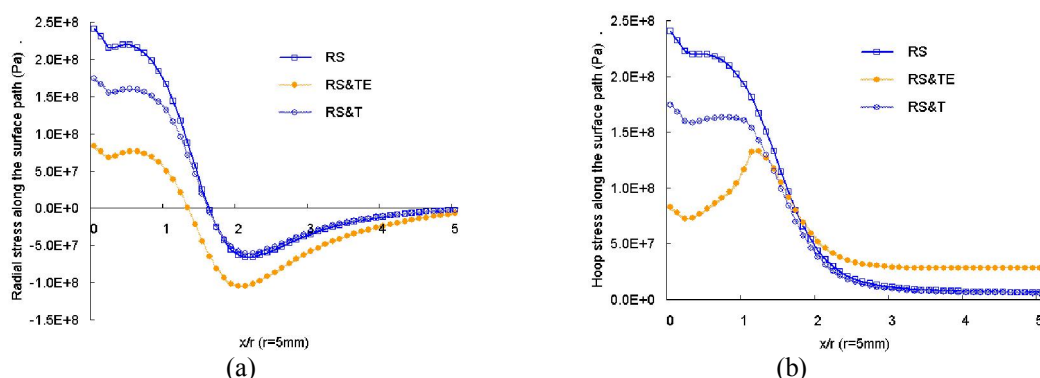 Radial stress along the surface path (Pa) .
2.5E+8
2.0E+8
1.5E+8
1.0E+8
5.0E+7
0.0E+0
-5.0E+7
-1.0E+8
-1.5E+8
0 1 2 3 4 5
RS
RS&TE
RS&T
x/r (r=5mm)
(a)
Hoop stress along the surface path (Pa) .
2.5E+8
2.0E+8
1.5E+8
1.0E+8
5.0E+7
0.0E+0
0 1 2 3 4 5
RS
RS&TE
RS&T
x/r (r=5mm)
(b)